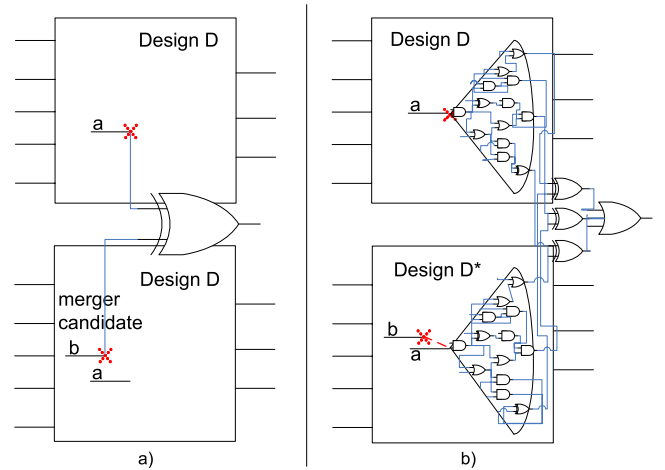 Design D
a
Design D
merger
candidate
b
a
a)
Design D
a
Design D*
b
a
b)